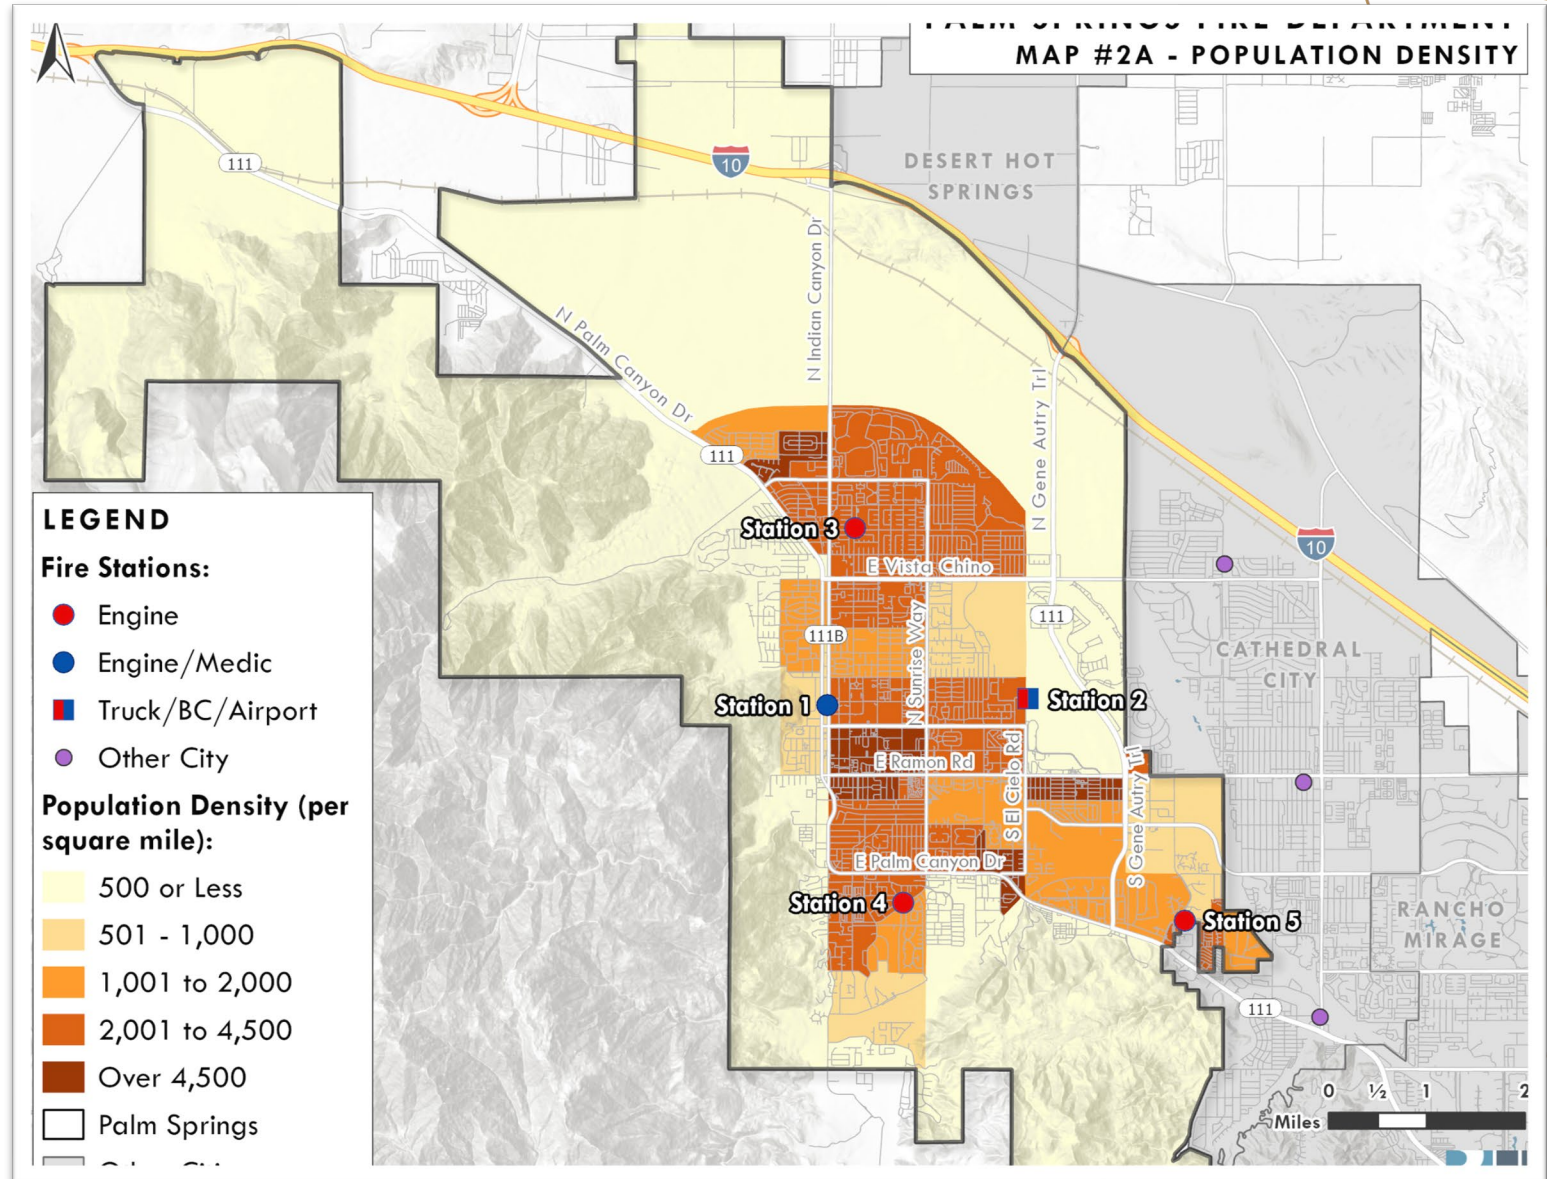 PALM SPRINGS FIRE DEPARTMENT
MAP #2A - POPULATION DENSITY
DESERT HOT
SPRINGS
10
111
N Indian Canyon Dr
N Palm Canyon Dr
N Gene Autry Trl
111
Station 3
E Vista Chino
10
111
111B
N Sunrise Way
CATHEDRAL
CITY
Station 1
Station 2
E Ramon Rd
S El Cielo Rd
S Gene Autry Trl
E Palm Canyon Dr
Station 4
Station 5
RANCHO
MIRAGE
111
LEGEND
Fire Stations:
Engine
Engine/Medic
Truck/BC/Airport
Other City
Population Density (per
square mile):
500 or Less
501 - 1,000
1,001 to 2,000
2,001 to 4,500
Over 4,500
Palm Springs
0 ½ 1 2
Miles